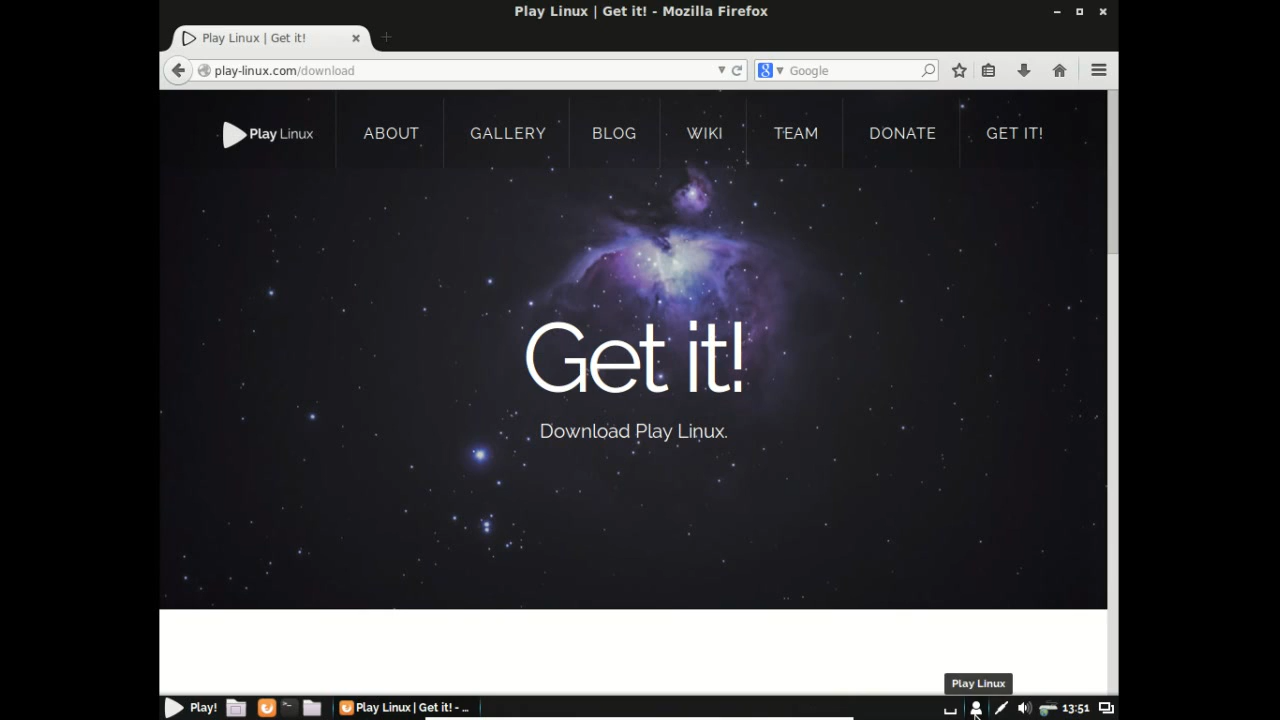 Play Linux | Get it! - Mozilla Firefox
Play Linux | Get it!
play-linux.com/download
Google
Play Linux
ABOUT
GALLERY
BLOG
WIKI
TEAM
DONATE
GET IT!
Get it!
Download Play Linux.
Play Linux
Play!
Play Linux | Get it! - ...
13:51